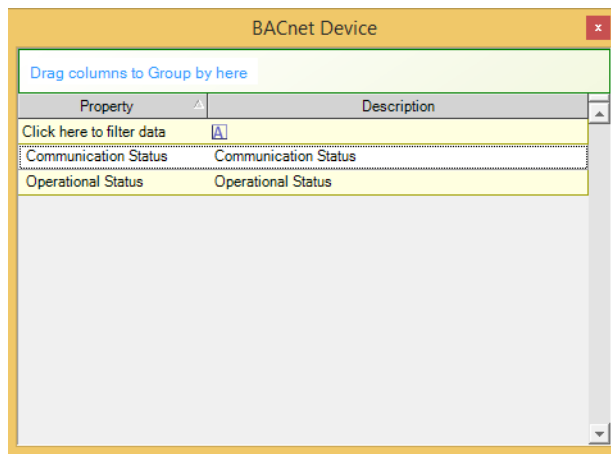 BACnet Device
x
Drag columns to Group by here
Property Description
Click here to filter data A
Communication Status Communication Status
Operational Status Operational Status